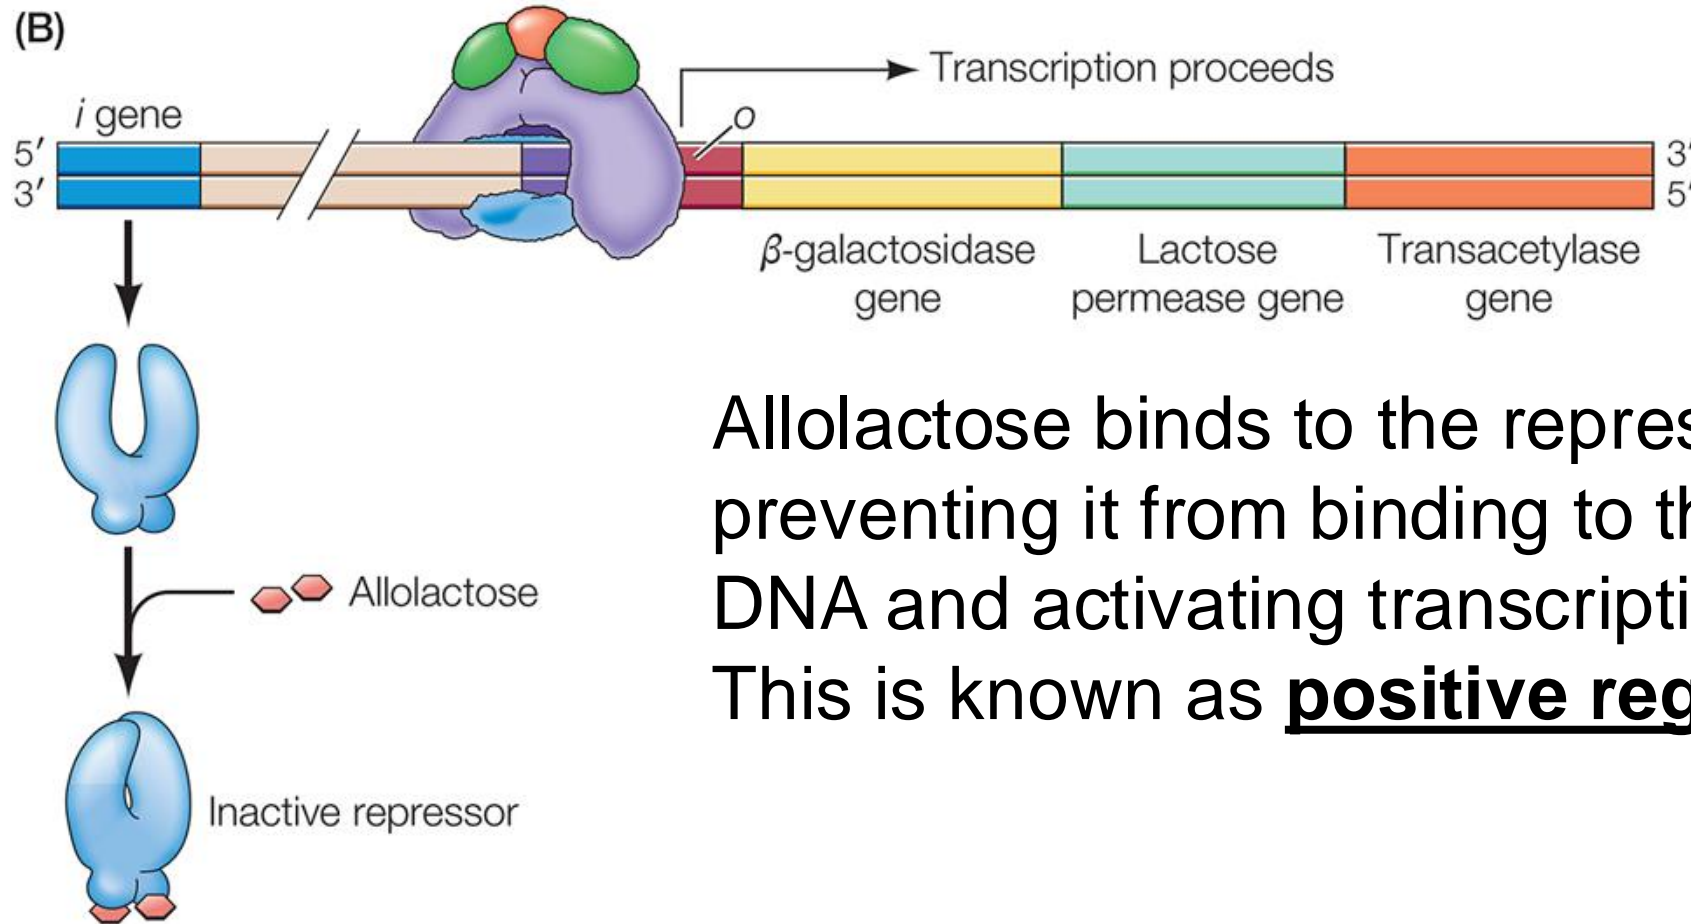 (B)
Transcription proceeds
i gene
o
5′ 3′
3′ 5′
β-galactosidase
gene
Lactose
permease gene
Transacetylase
gene
Allolactose binds to the repres
preventing it from binding to th
DNA and activating transcripti
This is known as positive reg
Allolactose
Inactive repressor